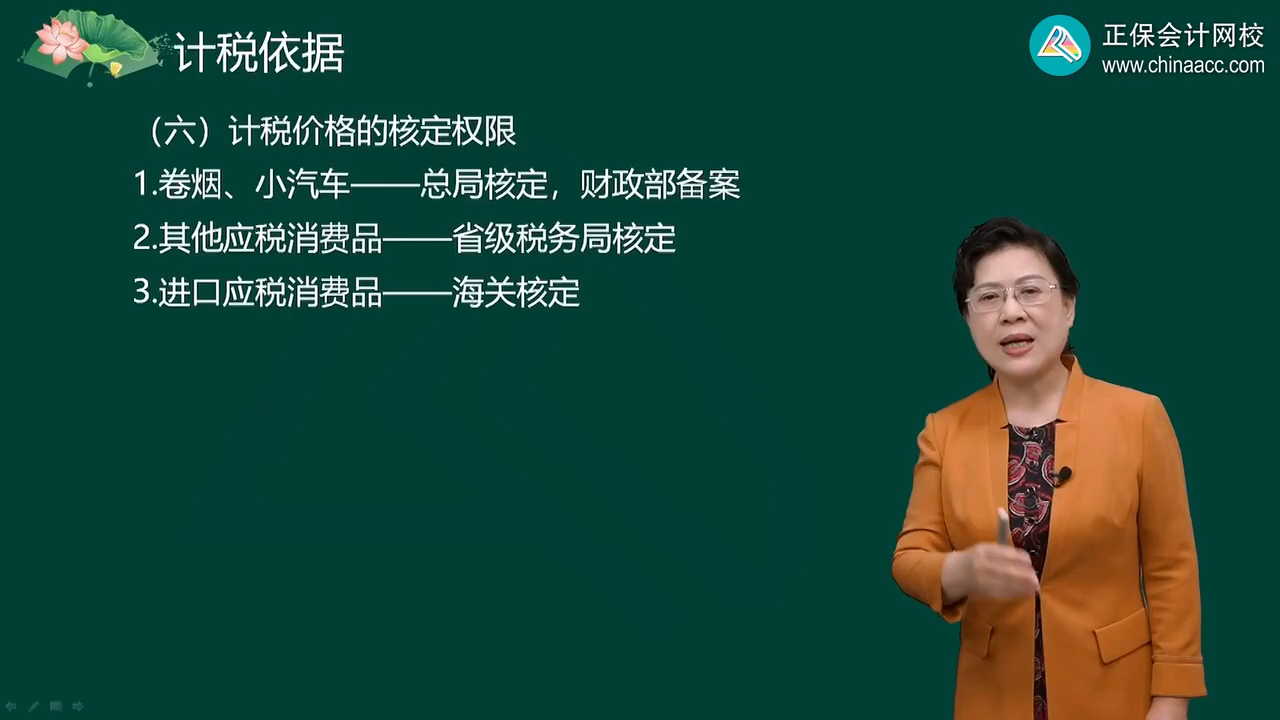 计税依据
正保会计网校
www.chinaacc.com
（六）计税价格的核定权限
1.卷烟、小汽车——总局核定，财政部备案
2.其他应税消费品——省级税务局核定
3.进口应税消费品——海关核定